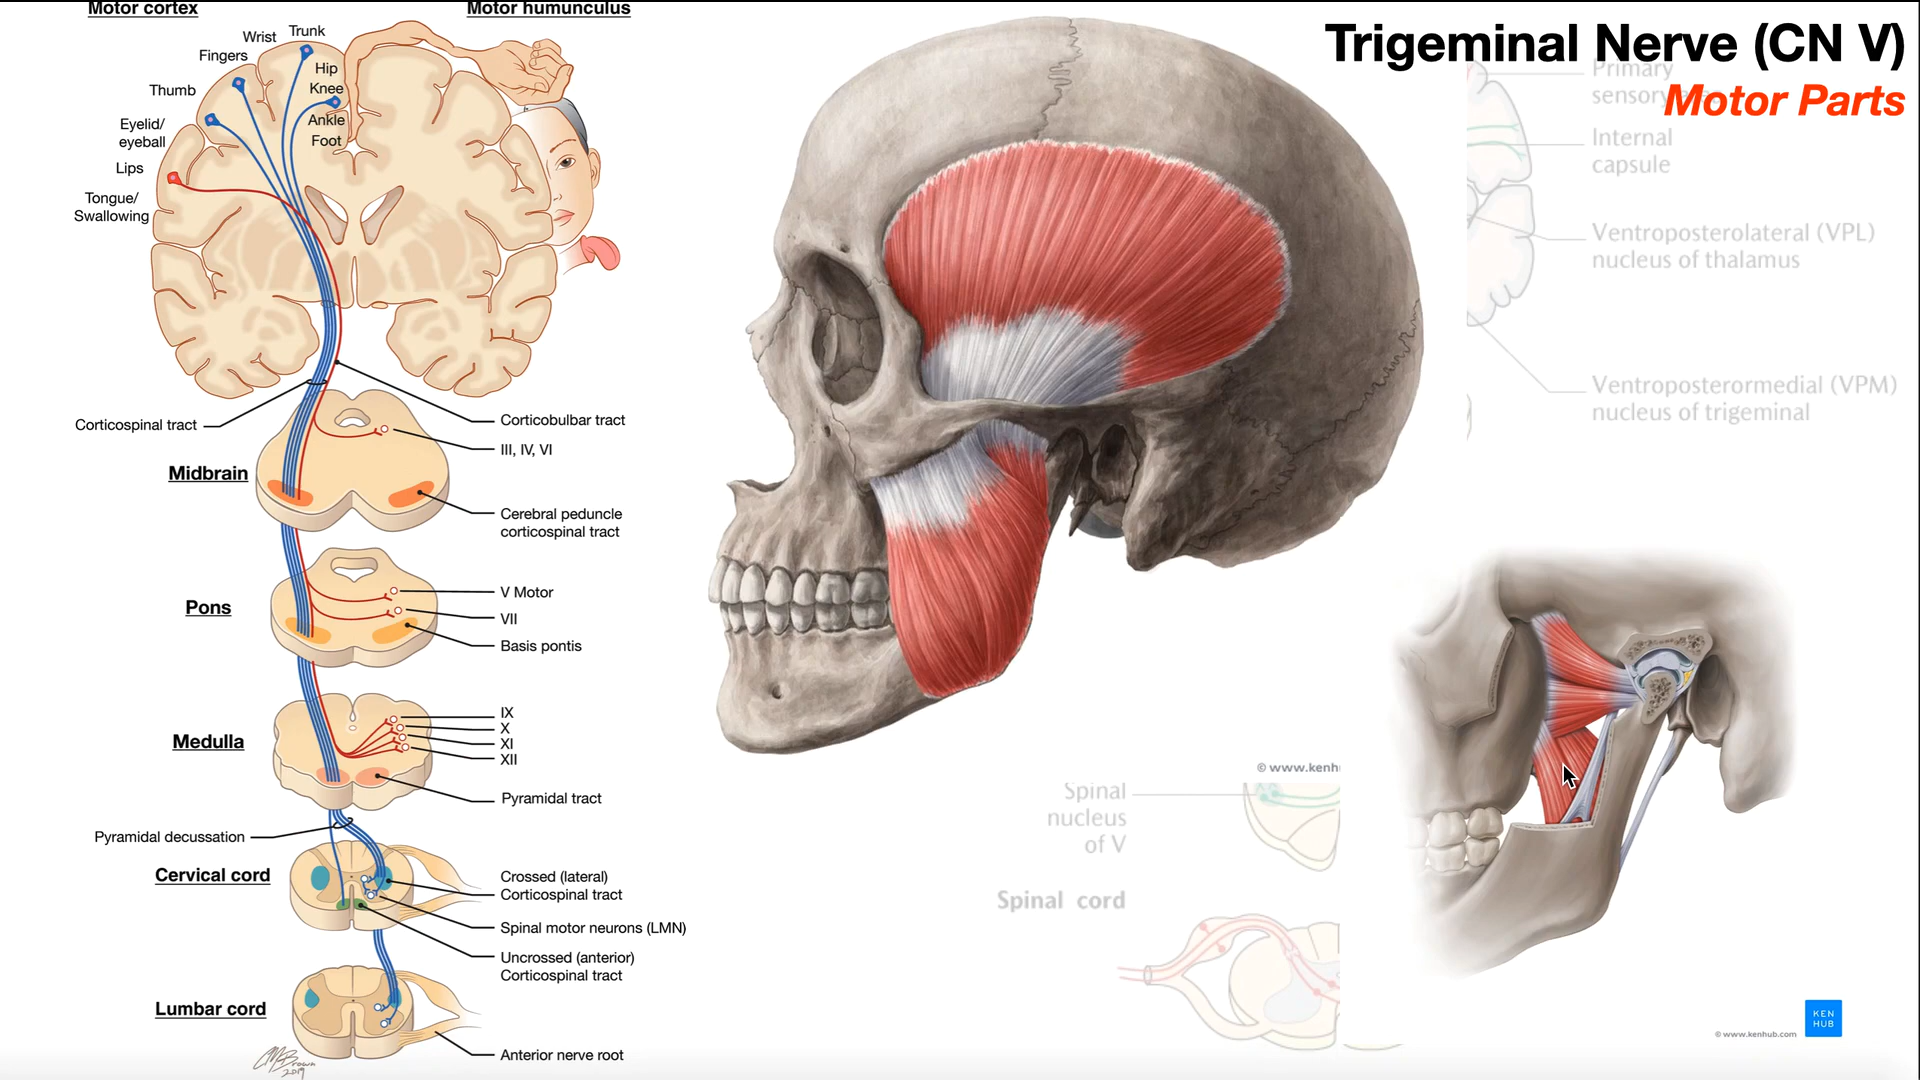 Motor cortex
Motor humunculus
Trunk
Wrist
Fingers
Hip
Knee
Thumb
Ankle
Eyelid/
eyeball
Foot
Lips
Tongue/
Swallowing
Corticospinal tract
Corticobulbar tract
III, IV, VI
Midbrain
Cerebral peduncle
corticospinal tract
V Motor
Pons
VII
Basis pontis
IX
X
Medulla
XI
XII
Pyramidal tract
Pyramidal decussation
Cervical cord
Crossed (lateral)
Corticospinal tract
Spinal motor neurons (LMN)
Uncrossed (anterior)
Corticospinal tract
Lumbar cord
Anterior nerve root
2019
Trigeminal Nerve (CN V)
Motor Parts
Primary
sensory
Internal
capsule
Ventroposterolateral (VPL)
nucleus of thalamus
Ventroposterormedial (VPM)
nucleus of trigeminal
© www.kenh
Spinal
nucleus
of V
Spinal cord
KEN
HUB
© www.kenhub.com